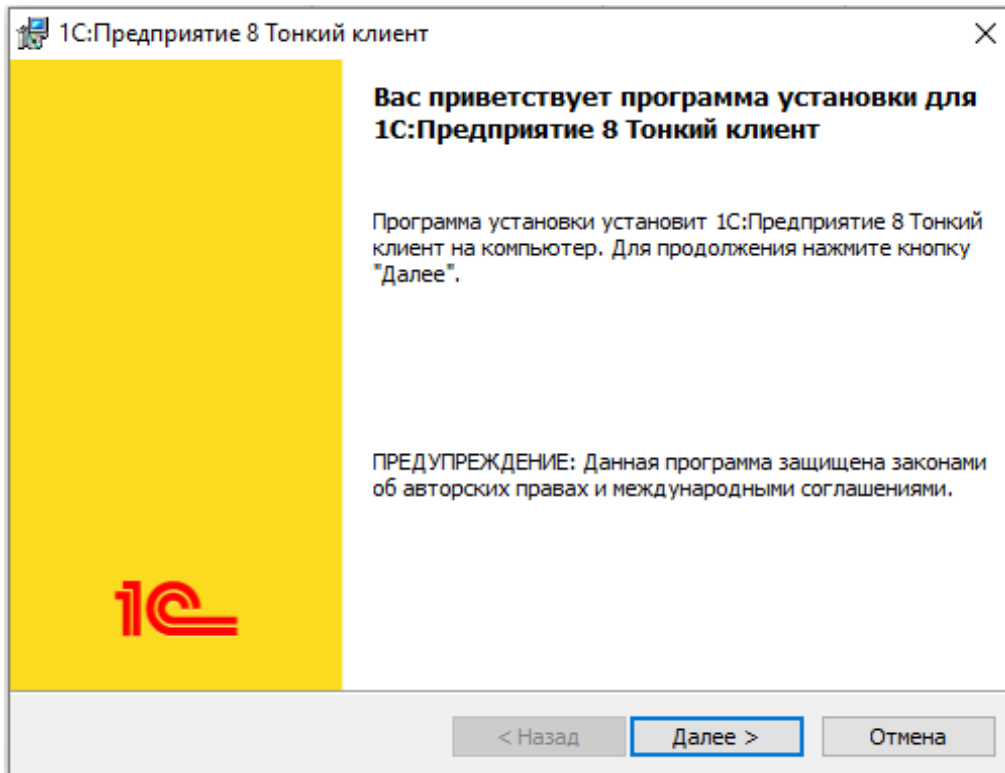 1С:Предприятие 8 Тонкий клиент
Вас приветствует программа установки для
1С:Предприятие 8 Тонкий клиент
Программа установки установит 1С:Предприятие 8 Тонкий
клиент на компьютер. Для продолжения нажмите кнопку
"Далее".
ПРЕДУПРЕЖДЕНИЕ: Данная программа защищена законами
об авторских правах и международными соглашениями.
1С
< Назад
Далее >
Отмена